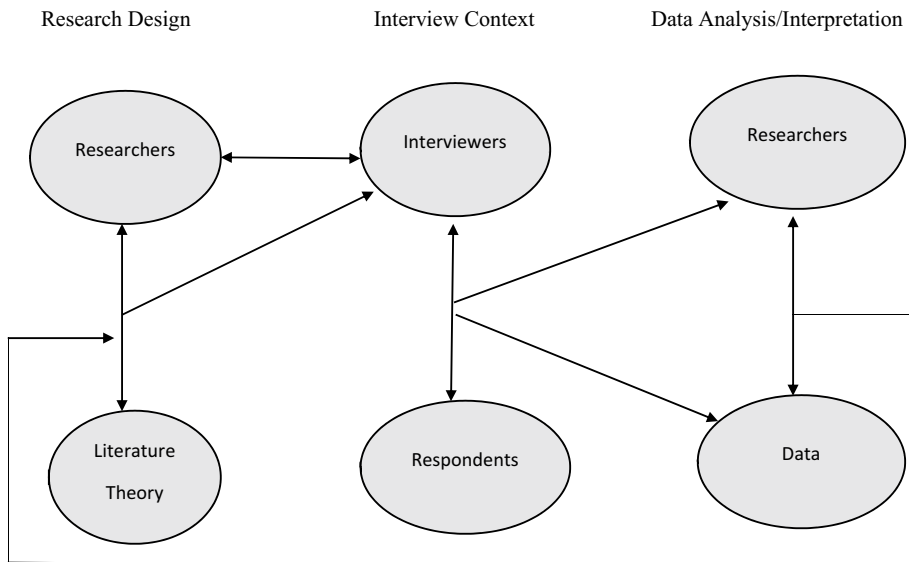 Research Design
Interview Context
Data Analysis/Interpretation
Researchers
Interviewers
Researchers
Literature
Theory
Respondents
Data